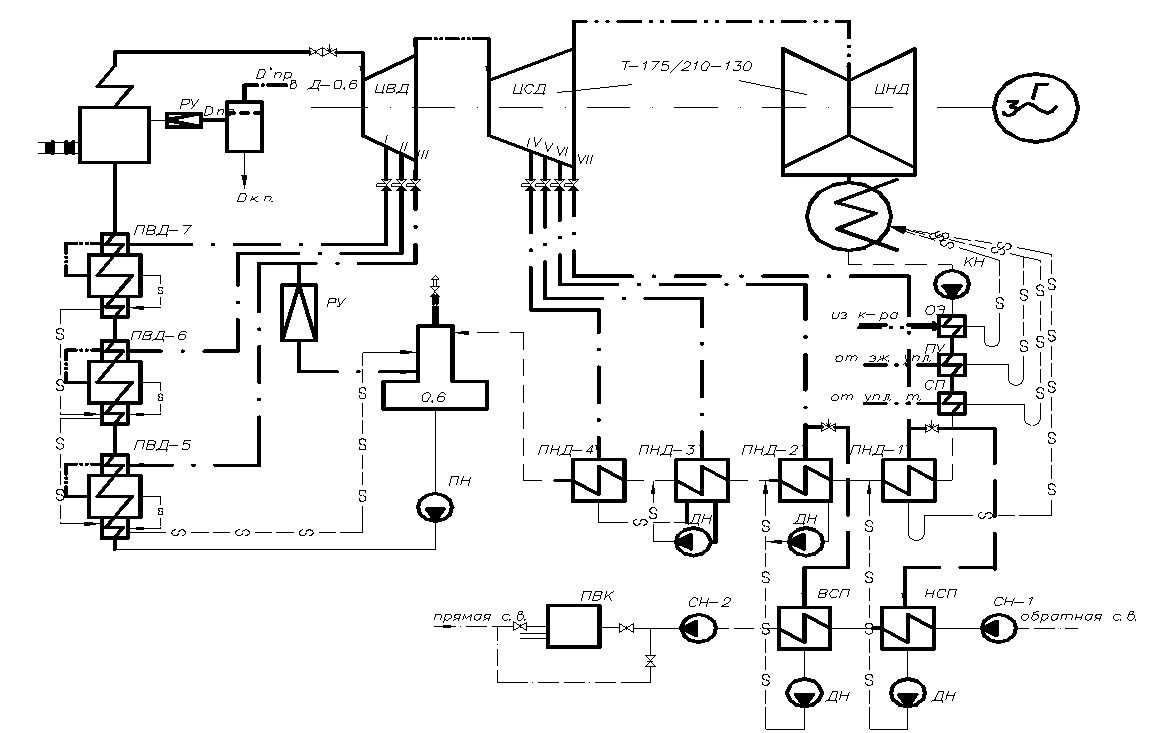 Т-175/210-130
D'пр.
в Д-0.6
РУ
Dпр
ЦВД
ЦСД
ЦНД
Г
3
I
II
III
IV
V
VI
VII
Dк.п.
ПВД-7
КН
РУ
ОЭ
из к-ра
ПВД-6
ПУ
от эж. упл.
СП
от упл. т.
0.6
ПВД-5
ПНД-4
ПНД-3
ПНД-2
ПНД-1
ПН
ДН
ДН
ПВК
СН-2
ВСП
НСП
СН-1
прямая с.в.
обратная с.в.
ДН
ДН